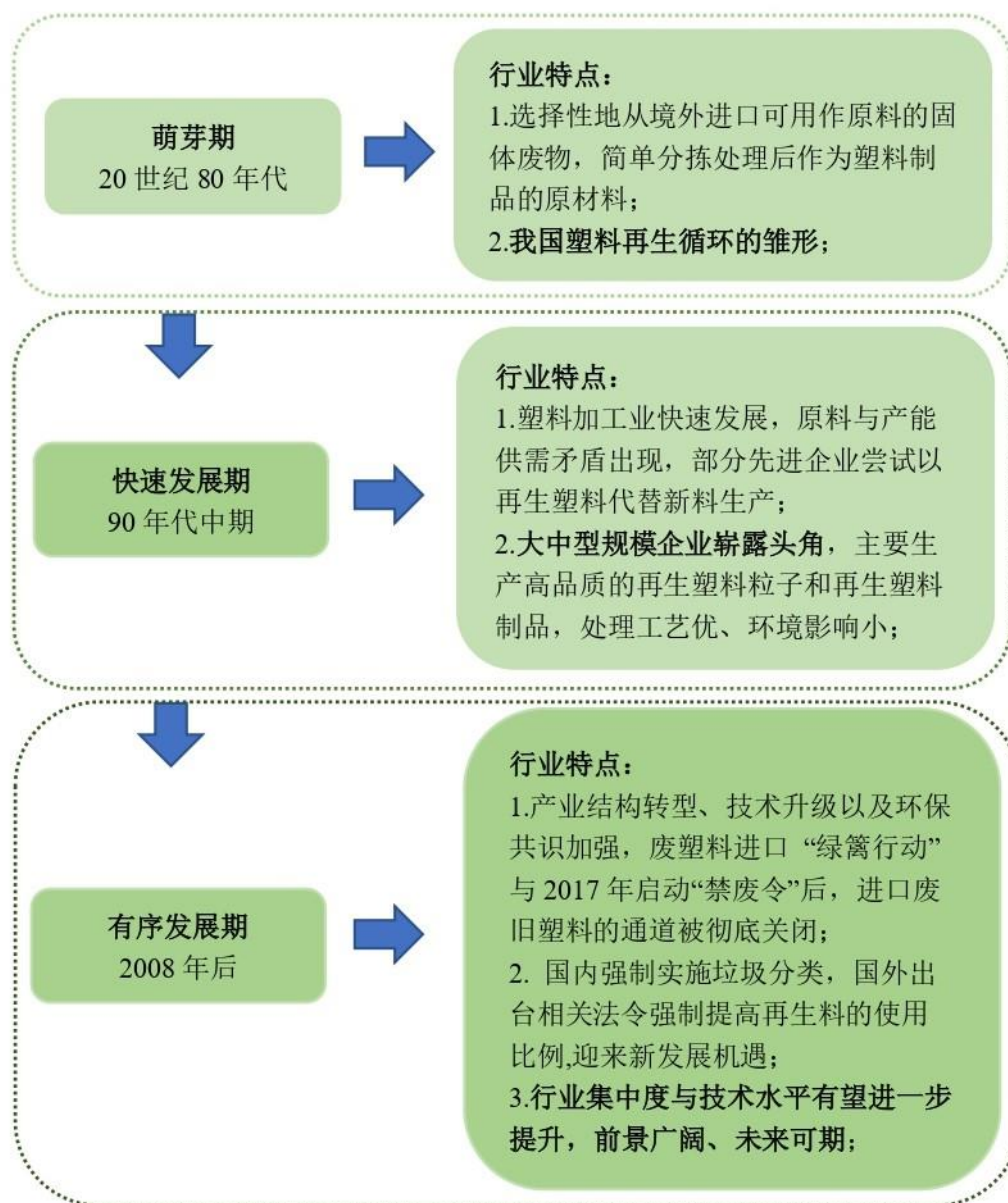 萌芽期
20 世纪 80 年代
行业特点：
1.选择性地从境外进口可用作原料的固
体废物，简单分拣处理后作为塑料制
品的原材料；
2.我国塑料再生循环的雏形；
快速发展期
90 年代中期
行业特点：
1.塑料加工业快速发展，原料与产能
供需矛盾出现，部分先进企业尝试以
再生塑料代替新料生产；
2.大中型规模企业崭露头角，主要生
产高品质的再生塑料粒子和再生塑料
制品，处理工艺优、环境影响小；
有序发展期
2008 年后
行业特点：
1.产业结构转型、技术升级以及环保
共识加强，废塑料进口 “绿篱行动”
与 2017 年启动“禁废令”后，进口废
旧塑料的通道被彻底关闭；
2. 国内强制实施垃圾分类，国外出
台相关法令强制提高再生料的使用
比例,迎来新发展机遇；
3.行业集中度与技术水平有望进一步
提升，前景广阔、未来可期；